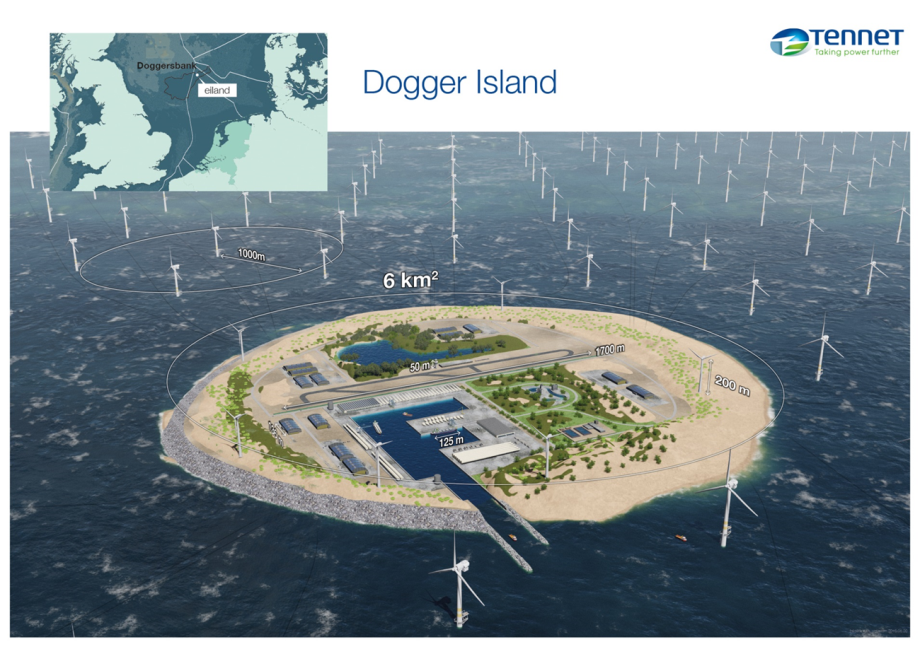 TENNET
Taking power further
Doggersbank
eiland
Dogger Island
1000m
6 km²
1700 m
50 m
200 m
125 m